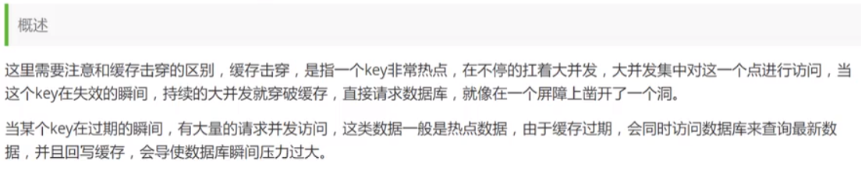 概述
这里需要注意和缓存击穿的区别，缓存击穿，是指一个key非常热点，在不停的扛着大并发，大并发集中对这一个点进行访问，当
这个key在失效的瞬间，持续的大并发就穿破缓存，直接请求数据库，就像在一个屏障上凿开了一个洞。
当某个key在过期的瞬间，有大量的请求并发访问，这类数据一般是热点数据，由于缓存过期，会同时访问数据库来查询最新数
据，并且回写缓存，会导使数据库瞬间压力过大。